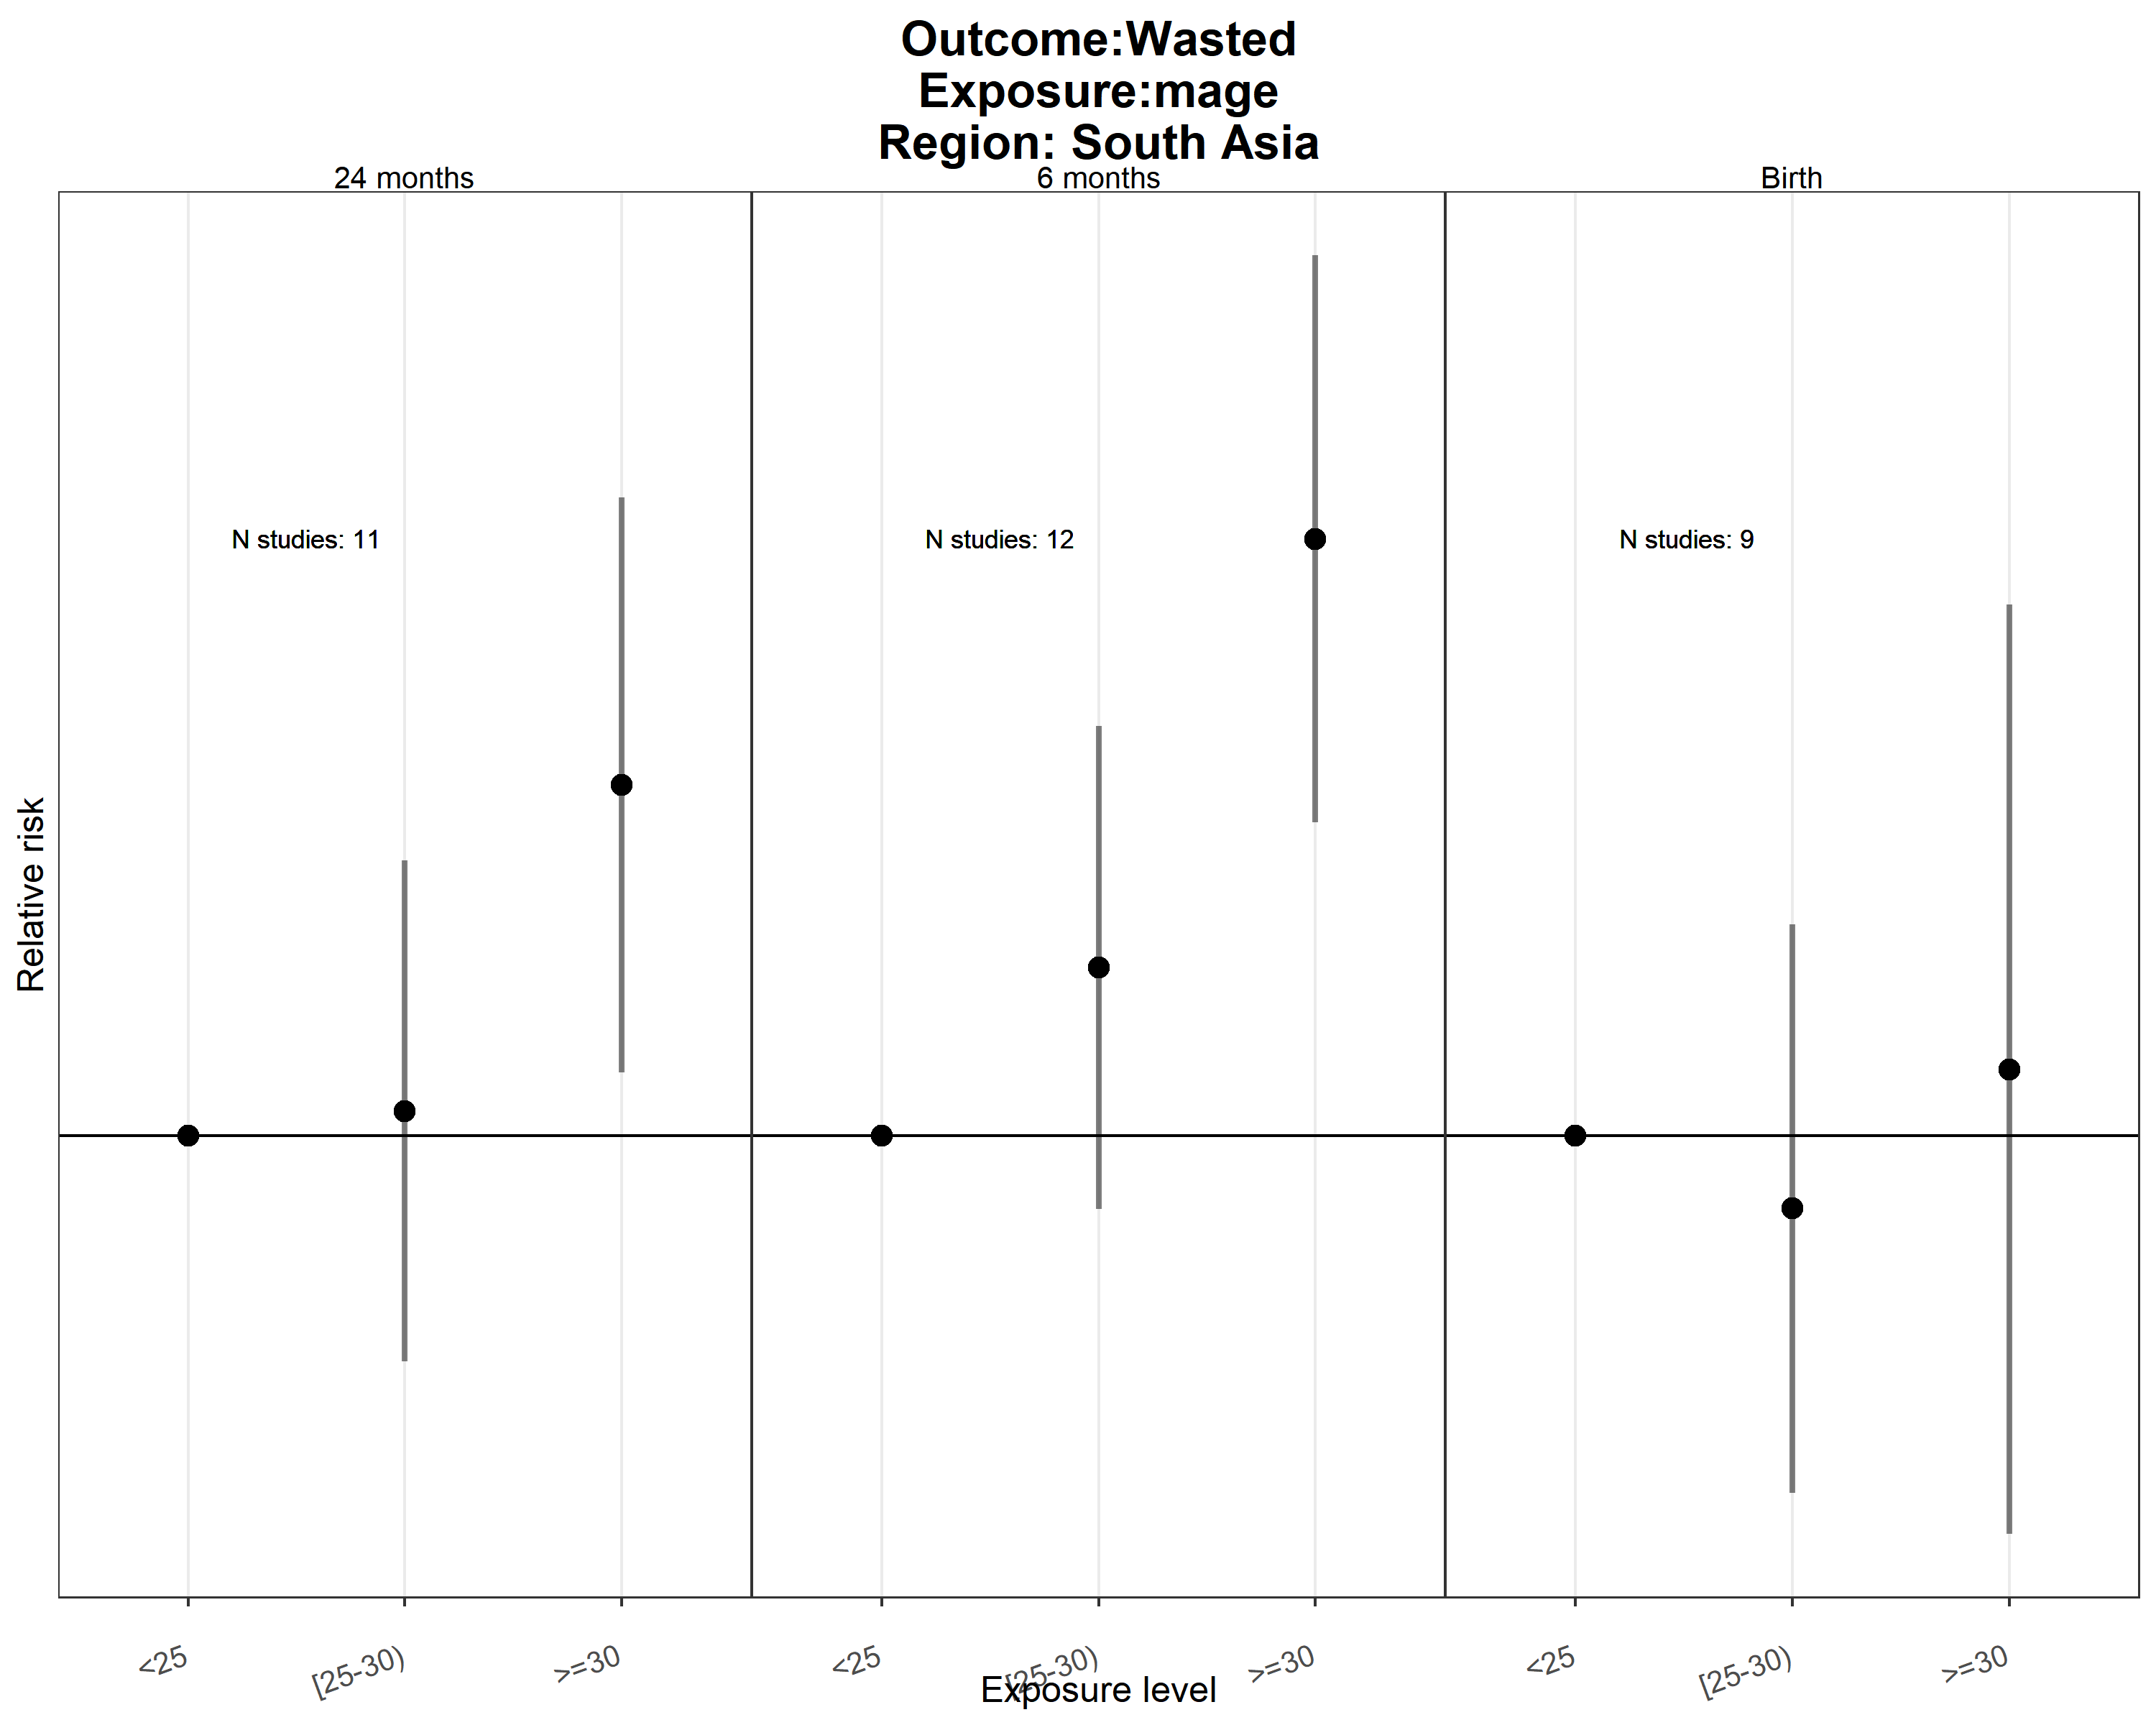 Outcome:Wasted
Exposure:mage
Region: South Asia
24 months
6 months
Birth
N studies: 11
N studies: 12
N studies: 9
Relative risk
<25
[25-30)
>=30
<25
[25-30)
>=30
<25
[25-30)
>=30
Exposure level